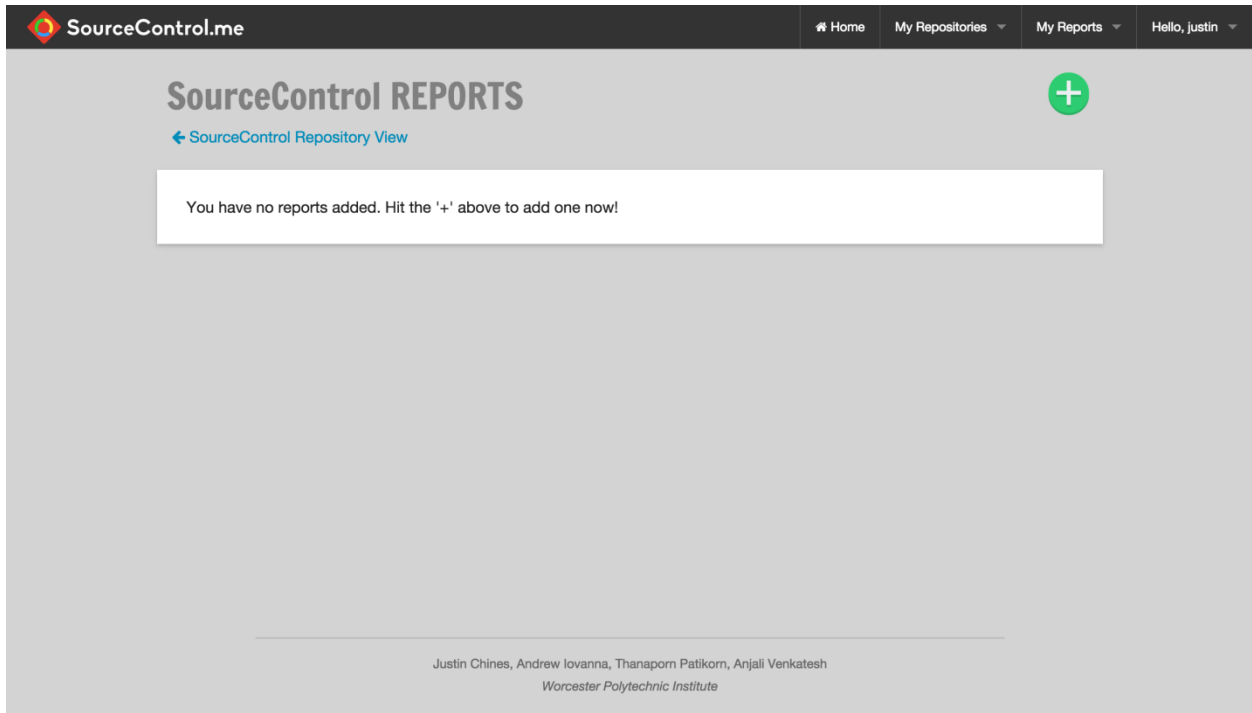 SourceControl.me
Home My Repositories My Reports Hello, justin
SourceControl REPORTS
SourceControl Repository View
You have no reports added. Hit the '+' above to add one now!
Justin Chines, Andrew Iovanna, Thanaporn Patikorn, Anjali Venkatesh
Worcester Polytechnic Institute